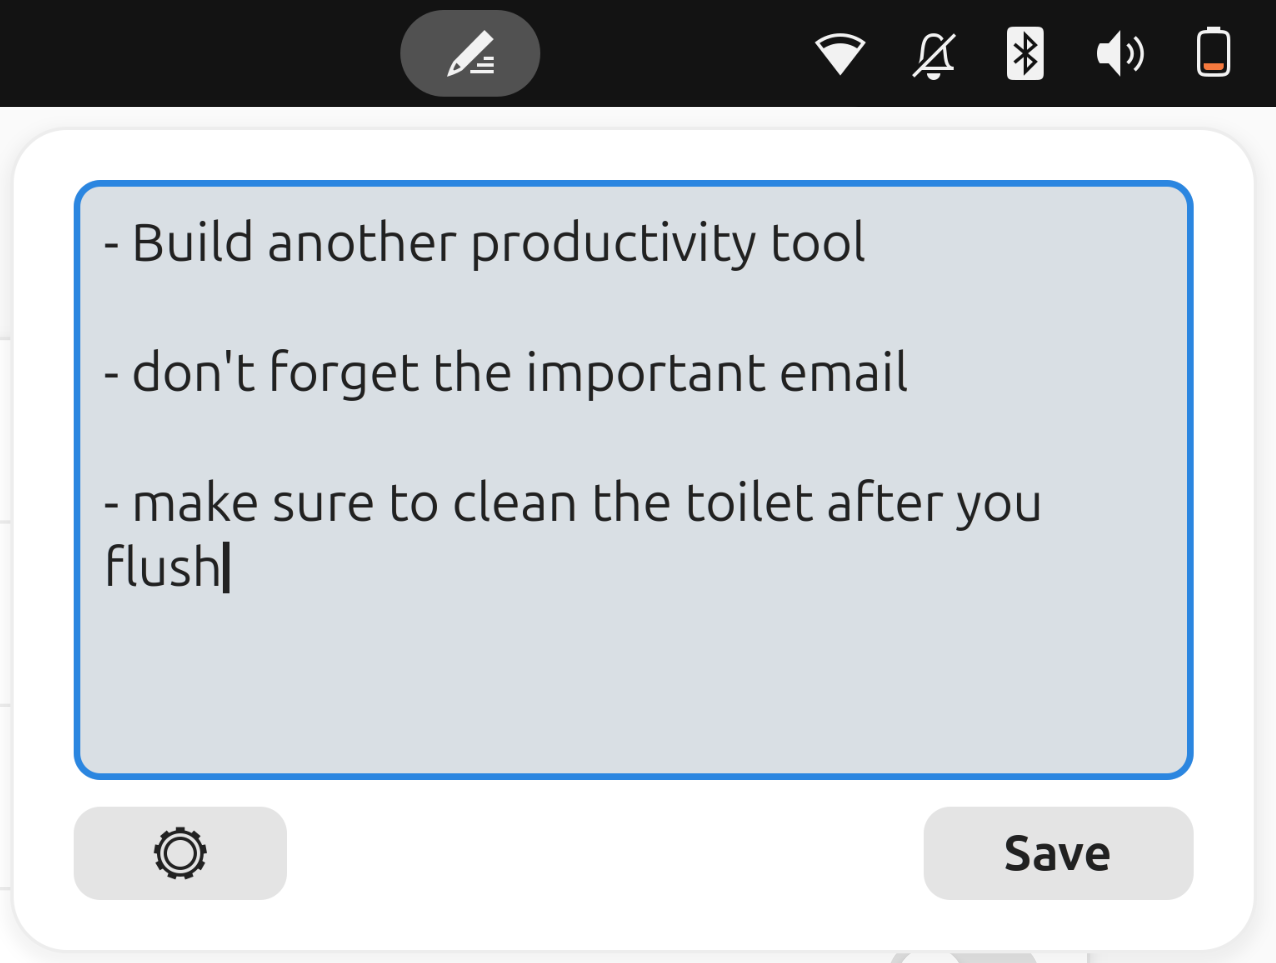 - Build another productivity tool
- don't forget the important email
- make sure to clean the toilet after you
flush
Save